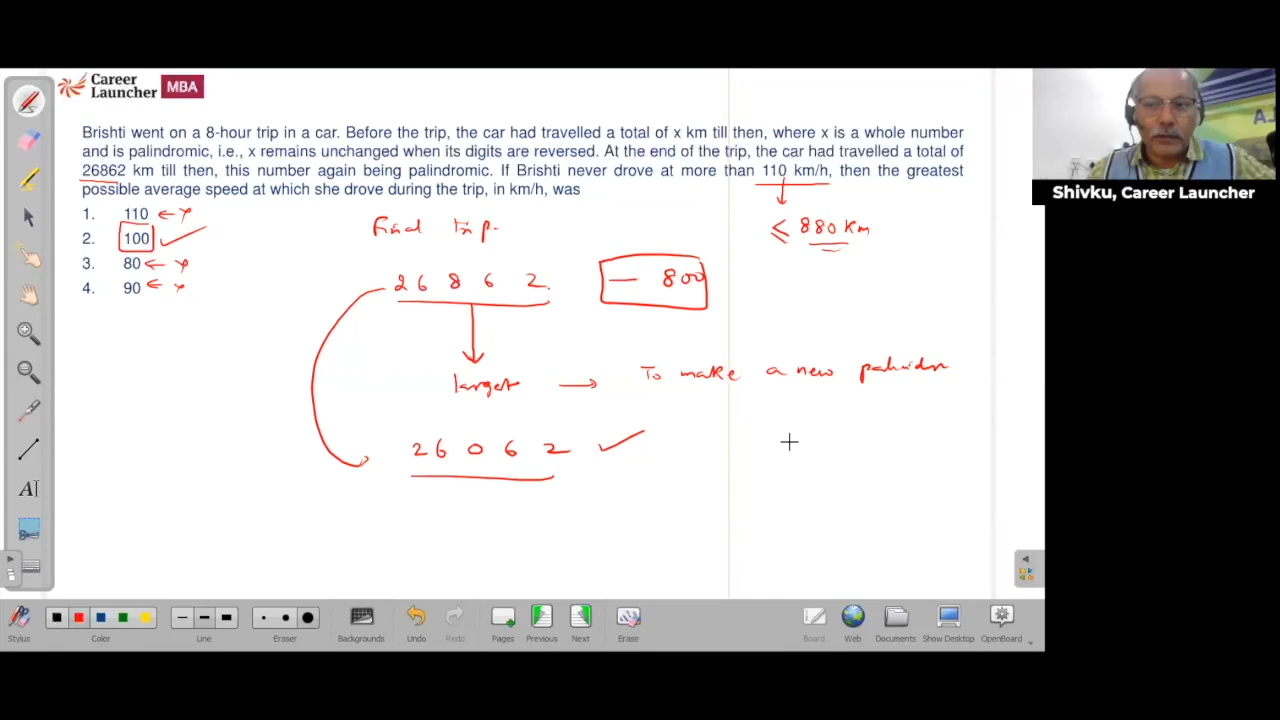 Career
Launcher MBA
Brishti went on a 8-hour trip in a car. Before the trip, the car had travelled a total of x km till then, where x is a whole number
and is palindromic, i.e., x remains unchanged when its digits are reversed. At the end of the trip, the car had travelled a total of
26862 km till then, this number again being palindromic. If Brishti never drove at more than 110 km/h, then the greatest
possible average speed at which she drove during the trip, in km/h, was
1. 110
2. 100
3. 80
4. 90
Final trip.
≤ 880 Km
26 8 6 2. — 800
largest → To make a new
26 0 6 2
Shivku, Career Launcher
Stylus
Color
Line
Eraser
Backgrounds
Undo
Redo
Pages
Previous
Next
Erase
Board
Web
Documents
Show Desktop
OpenBoard